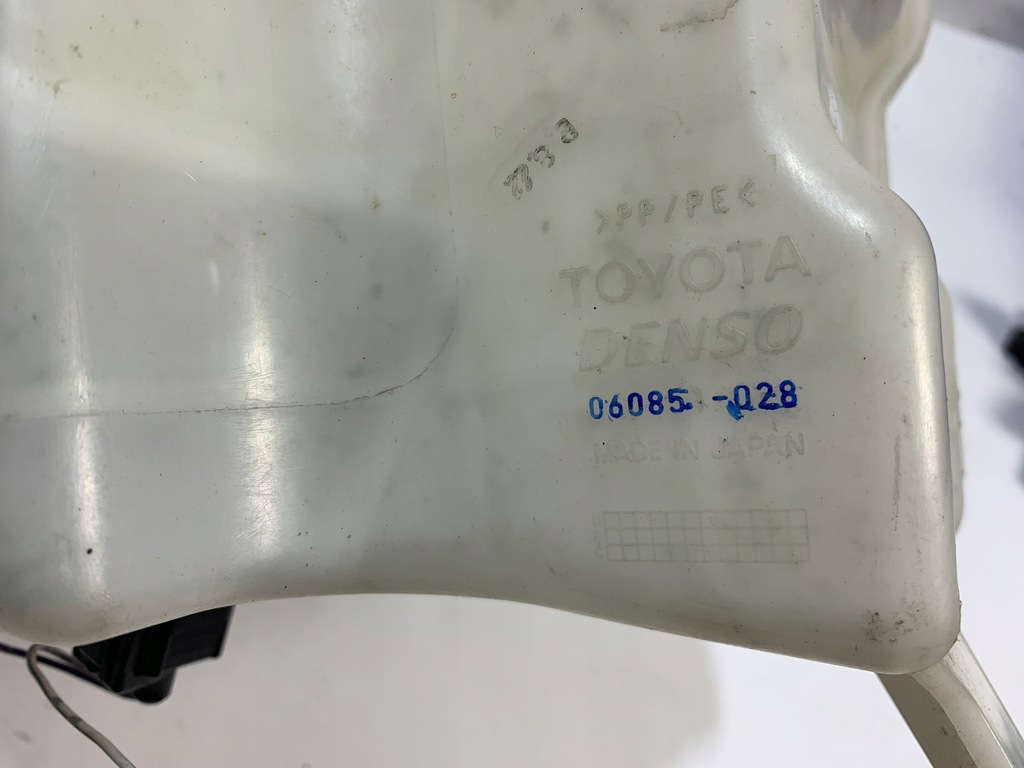 >PP/PE<
TOYOTA
DENSO
06085-028
MADE IN JAPAN